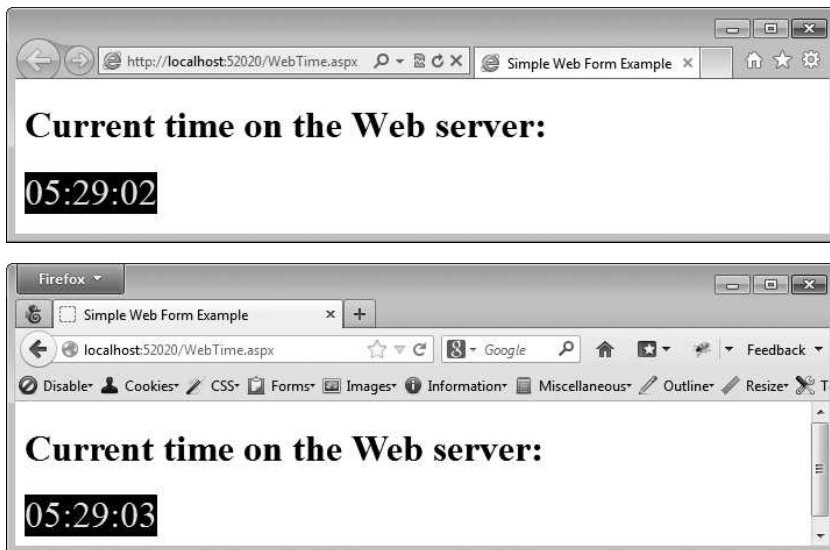 http://localhost:52020/WebTime.aspx
Simple Web Form Example
Current time on the Web server:
05:29:02
Firefox
Simple Web Form Example
localhost:52020/WebTime.aspx
Google
Feedback
Disable Cookies CSS Forms Images Information Miscellaneous Outline Resize T
Current time on the Web server:
05:29:03